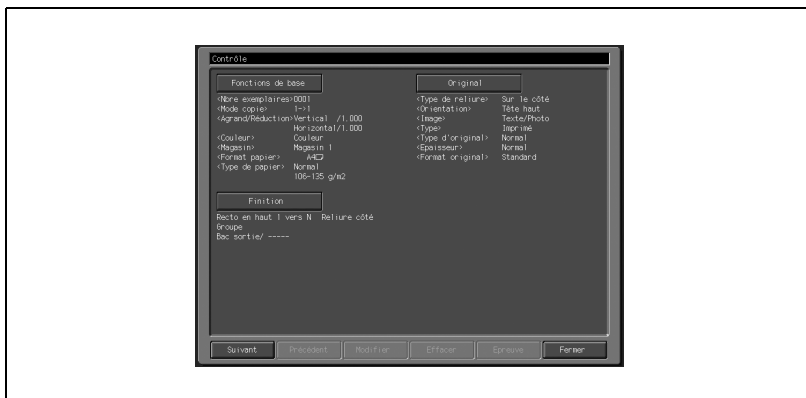 Contrôle
Fonctions de base
<Nbre exemplaires>0001
<Mode copie> 1->1
<Agrand/Réduction>Vertical /1.000
Horizontal/1.000
<Couleur> Couleur
<Magasin> Magasin 1
<Format papier> A4
<Type de papier> Normal
106-135 g/m2
Finition
Recto en haut 1 vers N Reliure côté
Groupe
Bac sortie/ -----
Original
<Type de reliure> Sur le côté
<Orientation> Tête haut
<Image> Texte/Photo
<Type> Imprimé
<Type d'original> Normal
<Epaisseur> Normal
<Format original> Standard
Suivant Précédent Modifier Effacer Epreuve Fermer